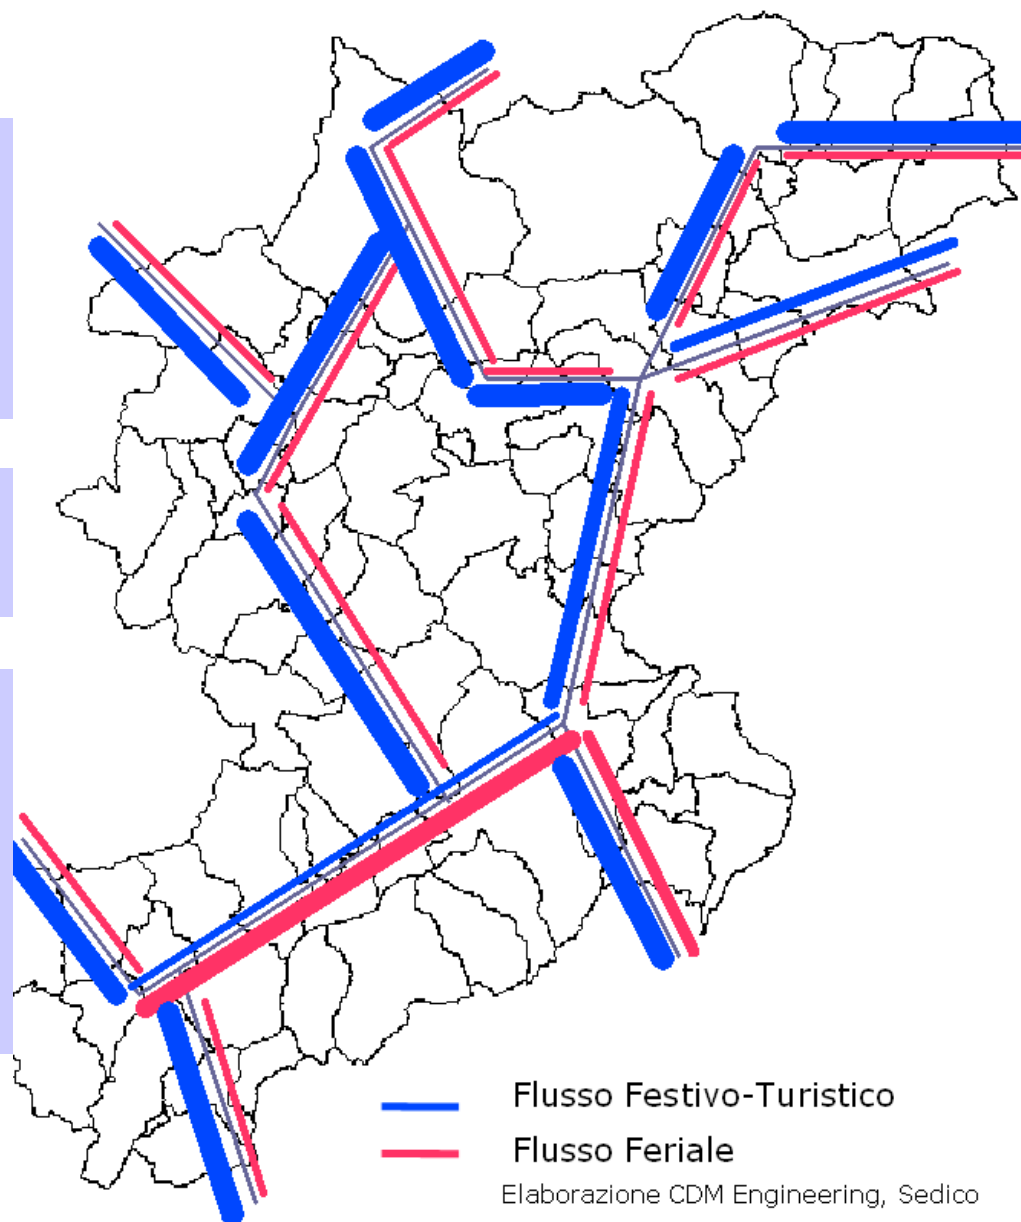 Flusso Festivo-Turistico
Flusso Feriale
Elaborazione CDM Engineering, Sedico